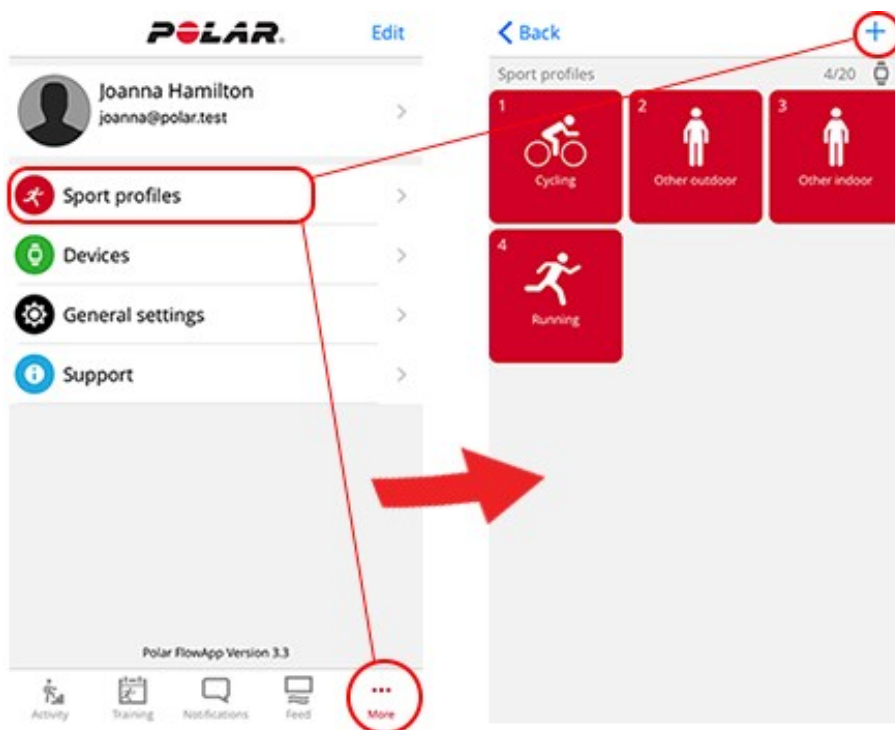 POLAR.
Edit
Joanna Hamilton
joanna@polar.test
Sport profiles
Devices
General settings
Support
Polar FlowApp Version 3.3
Activity
Training
Notifications
Feed
More
Back
+
Sport profiles
4/20
1
Cycling
2
Other outdoor
3
Other indoor
4
Running